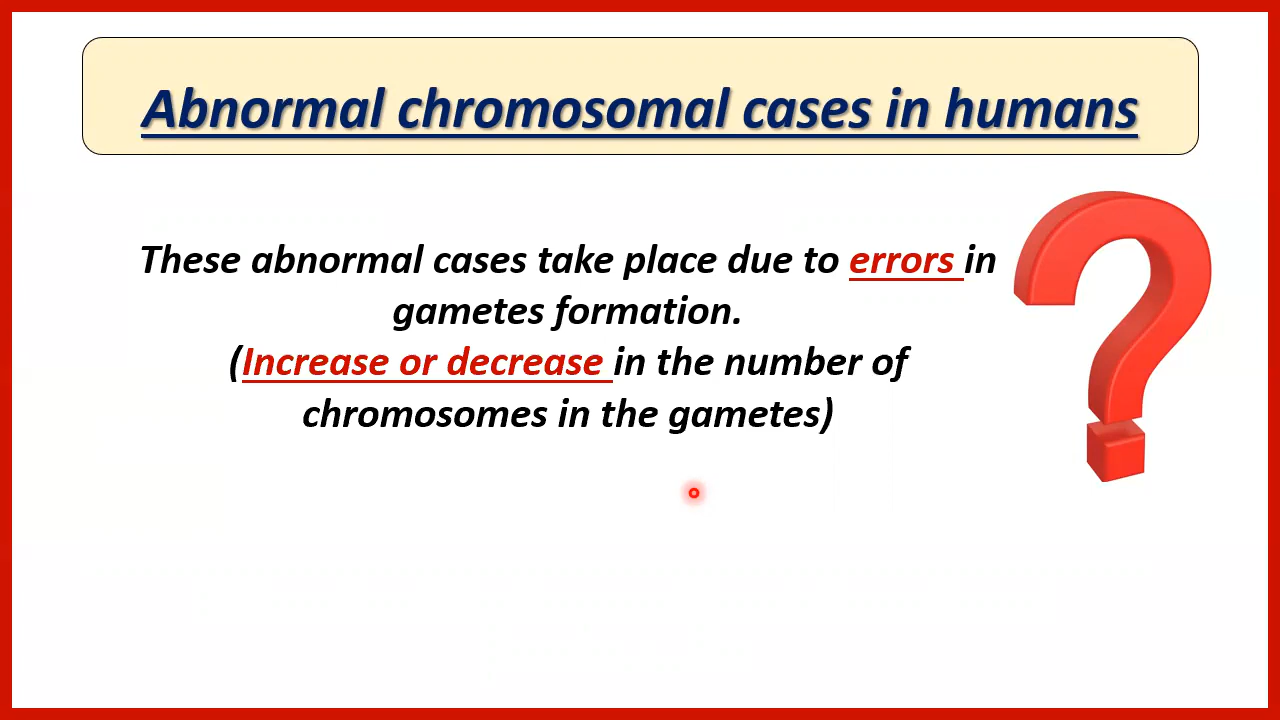 Abnormal chromosomal cases in humans
These abnormal cases take place due to errors in
gametes formation.
(Increase or decrease in the number of
chromosomes in the gametes)